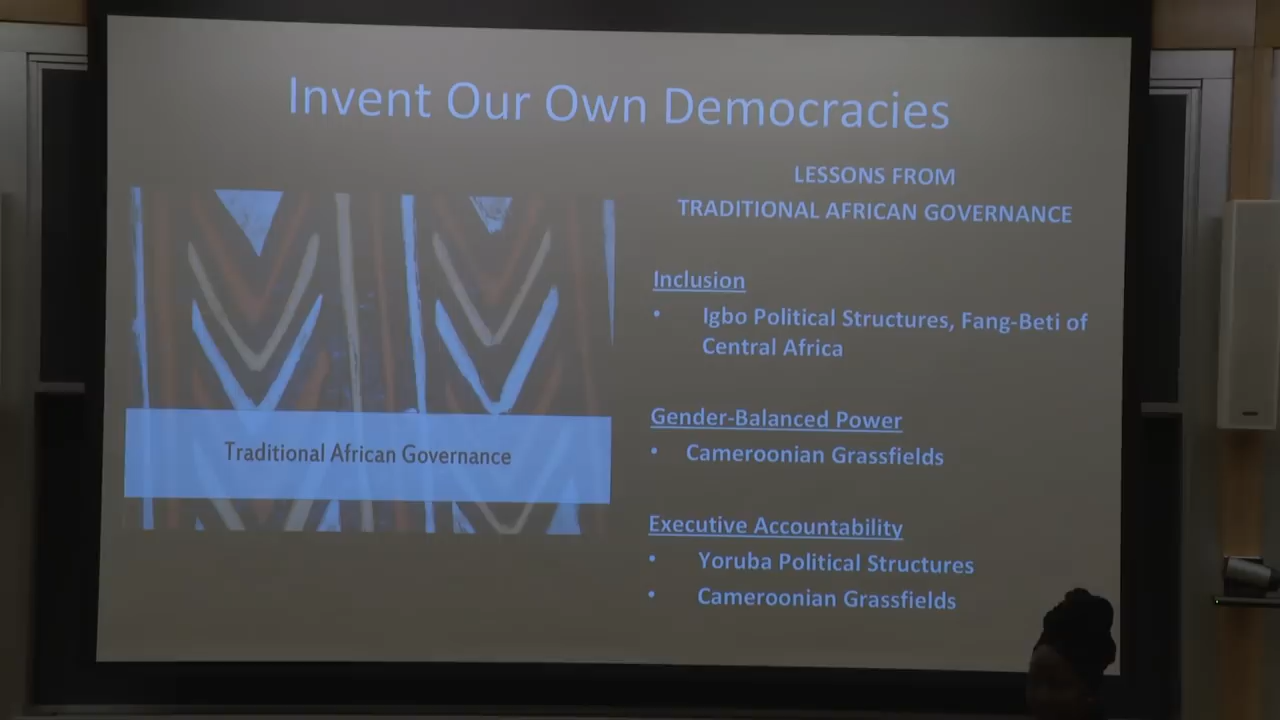 Invent Our Own Democracies
Traditional African Governance
LESSONS FROM
TRADITIONAL AFRICAN GOVERNANCE
Inclusion
• Igbo Political Structures, Fang-Beti of
Central Africa
Gender-Balanced Power
• Cameroonian Grassfields
Executive Accountability
• Yoruba Political Structures
• Cameroonian Grassfields